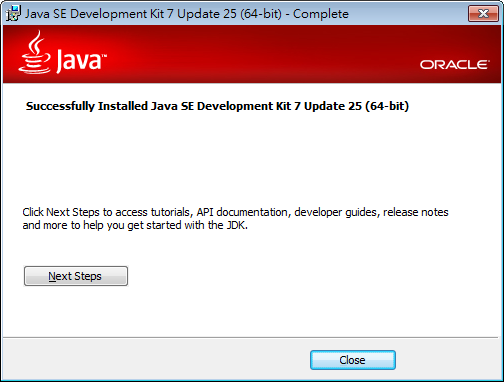 Java SE Development Kit 7 Update 25 (64-bit) - Complete
Java™
ORACLE®
Successfully Installed Java SE Development Kit 7 Update 25 (64-bit)
Click Next Steps to access tutorials, API documentation, developer guides, release notes
and more to help you get started with the JDK.
Next Steps
Close